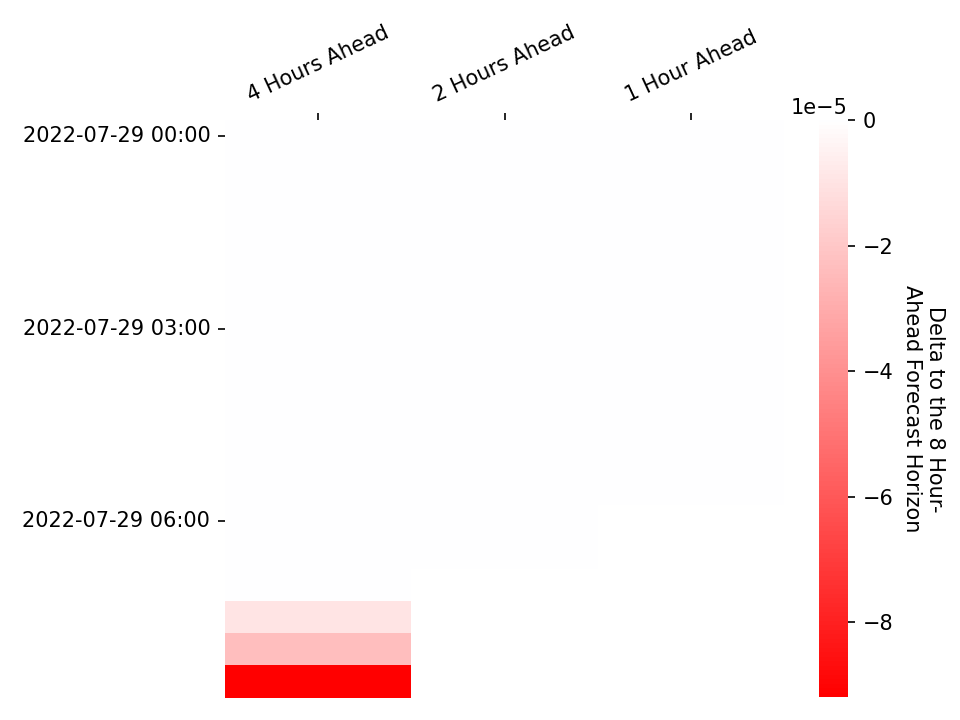 4 Hours Ahead
2 Hours Ahead
1 Hour Ahead
1e−5
0
2022-07-29 00:00
−2
2022-07-29 03:00
−4
Delta to the 8 Hour-
Ahead Forecast Horizon
−6
2022-07-29 06:00
−8